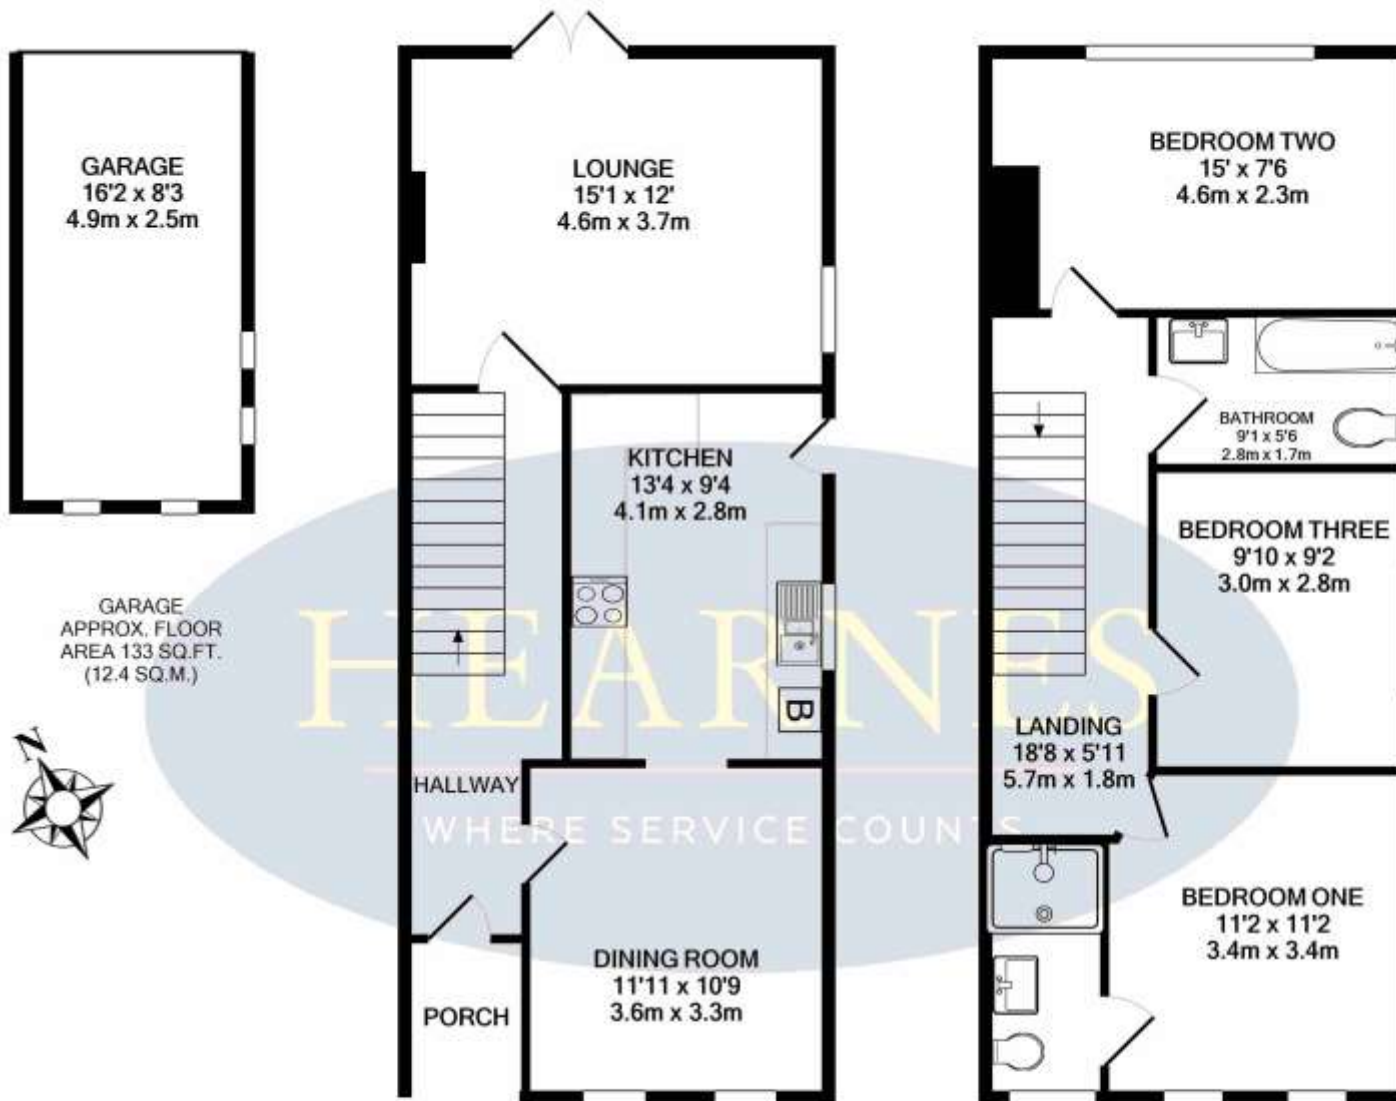 GARAGE
16'2 x 8'3
4.9m x 2.5m
GARAGE
APPROX. FLOOR
AREA 133 SQ.FT.
(12.4 SQ.M.)
N
LOUNGE
15'1 x 12'
4.6m x 3.7m
KITCHEN
13'4 x 9'4
4.1m x 2.8m
B
HALLWAY
DINING ROOM
11'11 x 10'9
3.6m x 3.3m
PORCH
BEDROOM TWO
15' x 7'6
4.6m x 2.3m
BATHROOM
9'1 x 5'6
2.8m x 1.7m
BEDROOM THREE
9'10 x 9'2
3.0m x 2.8m
LANDING
18'8 x 5'11
5.7m x 1.8m
BEDROOM ONE
11'2 x 11'2
3.4m x 3.4m
HEARNES
WHERE SERVICE COUNTS